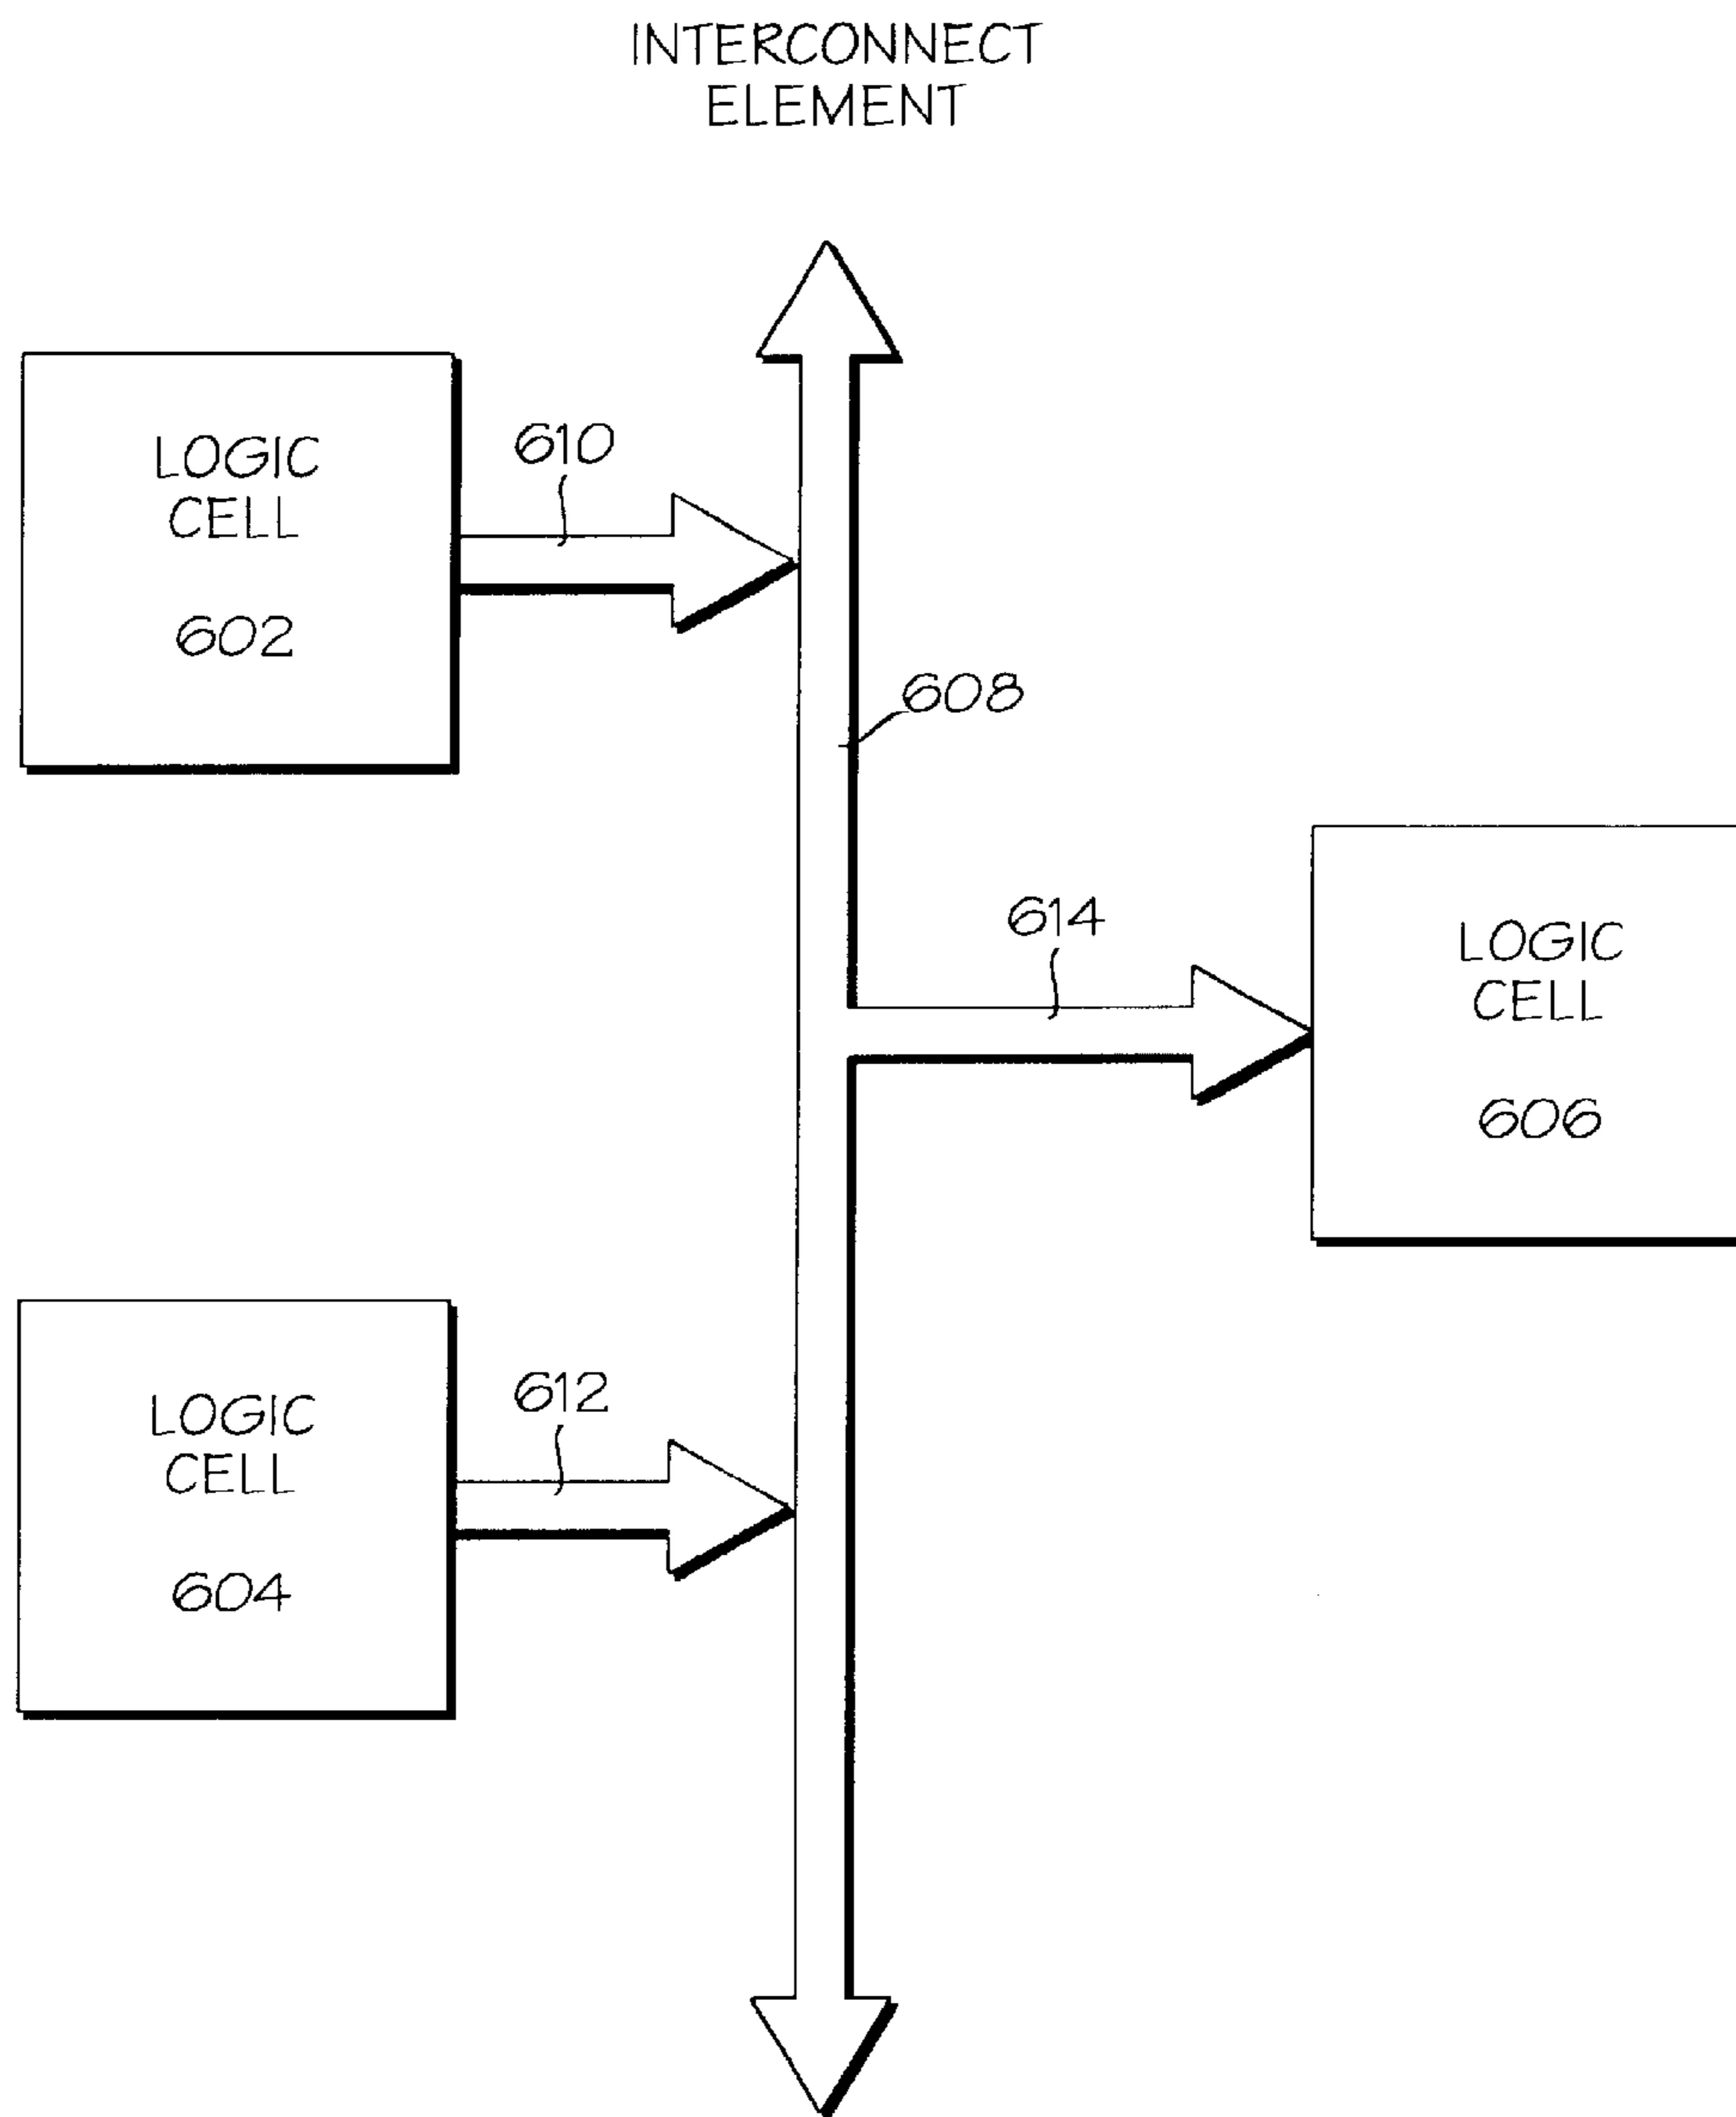 INTERCONNECT
ELEMENT
LOGIC
CELL
602
610
608
614
LOGIC
CELL
606
LOGIC
CELL
604
612